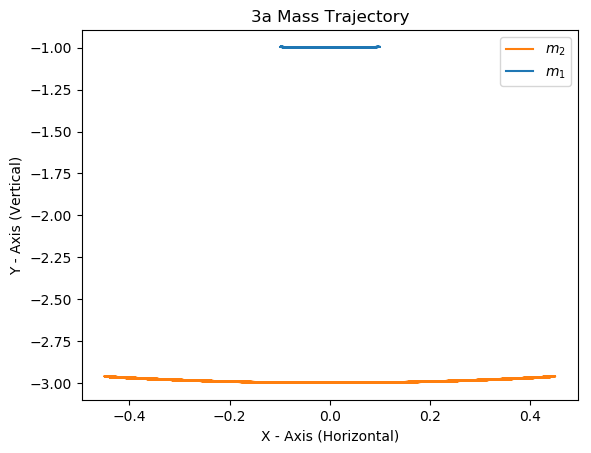 3a Mass Trajectory
m₂
m₁
Y - Axis (Vertical)
−1.00
−1.25
−1.50
−1.75
−2.00
−2.25
−2.50
−2.75
−3.00
−0.4 −0.2 0.0 0.2 0.4
X - Axis (Horizontal)